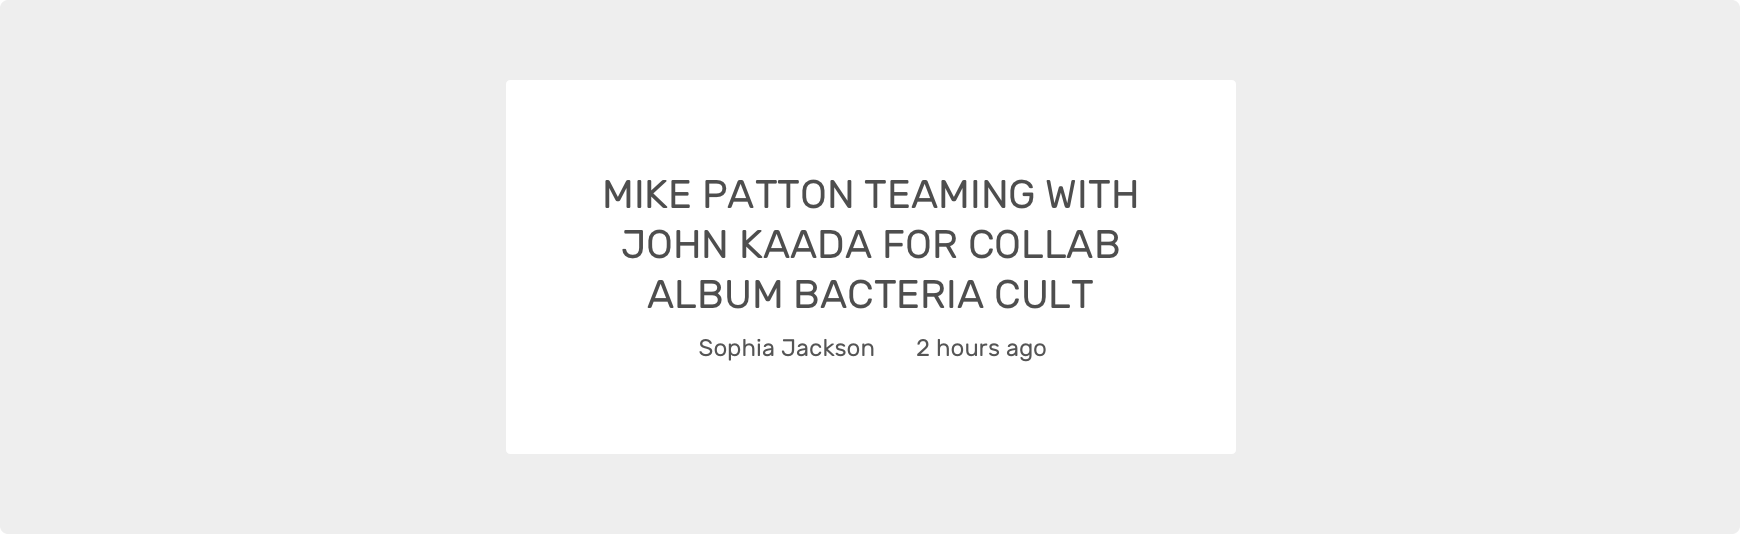 MIKE PATTON TEAMING WITH
JOHN KAADA FOR COLLAB
ALBUM BACTERIA CULT
Sophia Jackson 2 hours ago